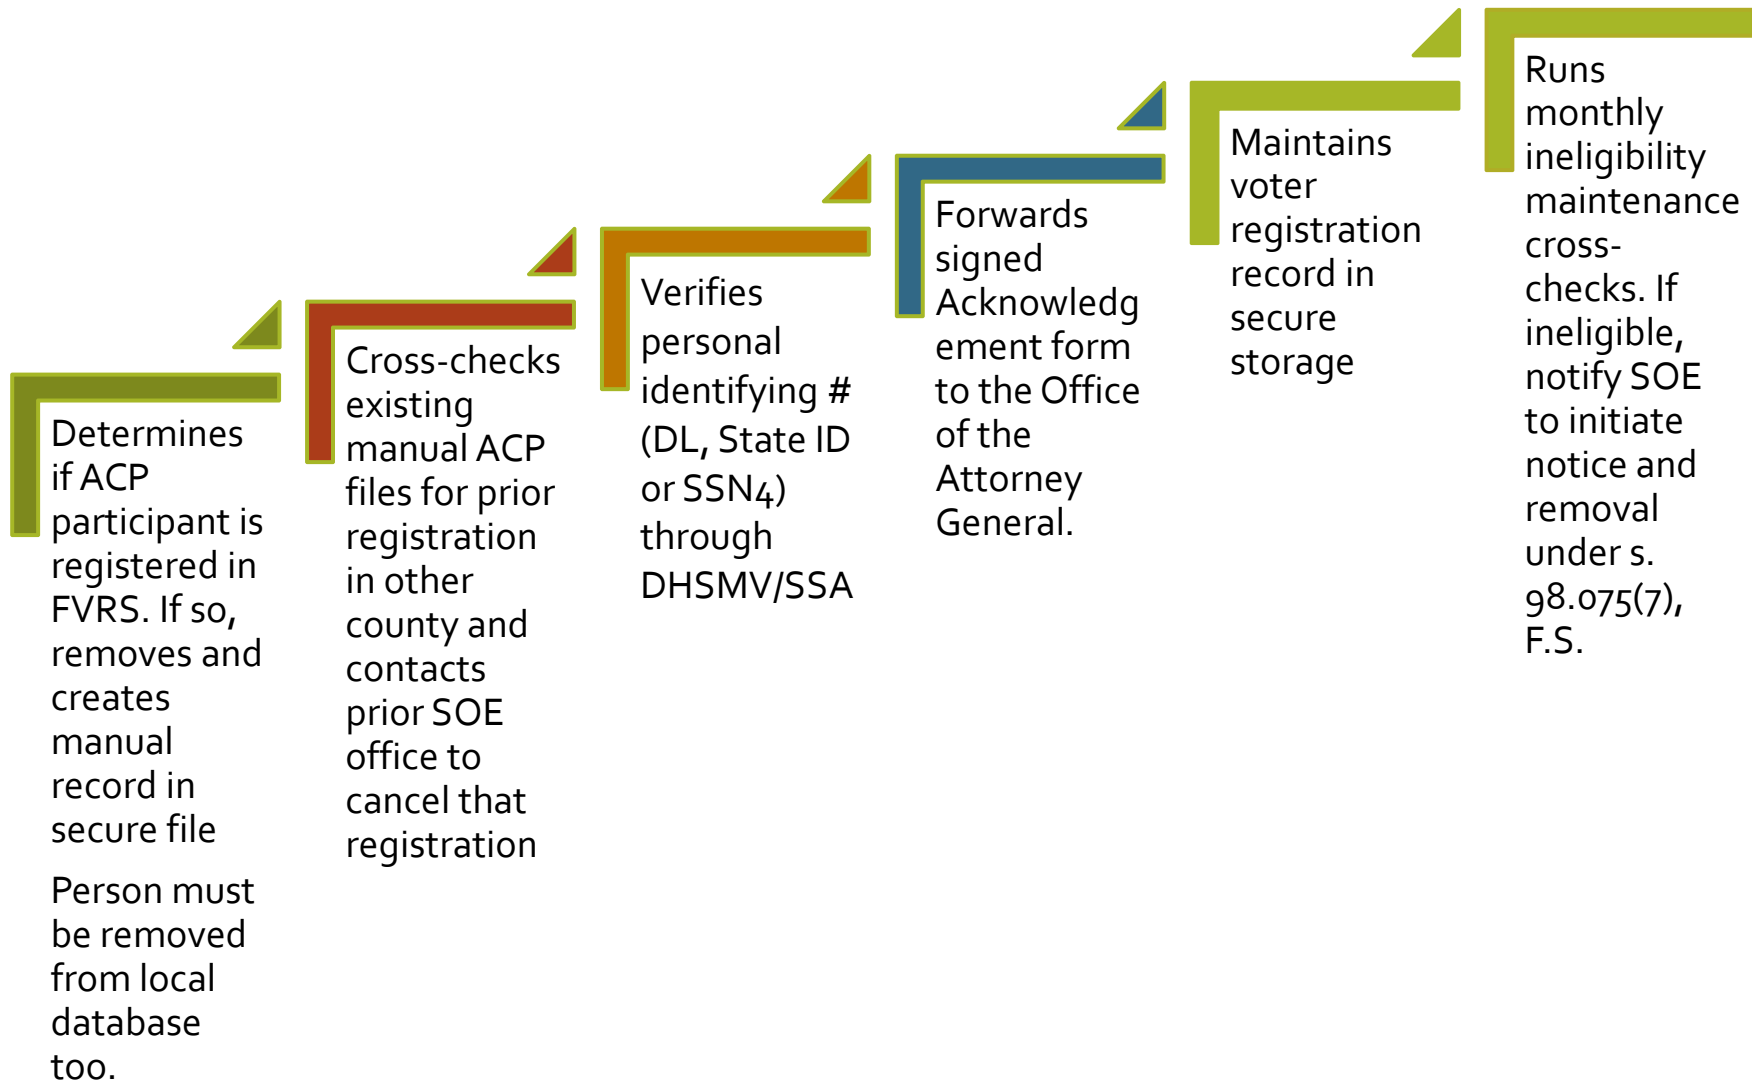 Determines
if ACP
participant is
registered in
FVRS. If so,
removes and
creates
manual
record in
secure file
Person must
be removed
from local
database
too.
Cross-checks
existing
manual ACP
files for prior
registration
in other
county and
contacts
prior SOE
office to
cancel that
registration
Verifies
personal
identifying #
(DL, State ID
or SSN4)
through
DHSMV/SSA
Forwards
signed
Acknowledg
ement form
to the Office
of the
Attorney
General.
Maintains
voter
registration
record in
secure
storage
Runs
monthly
ineligibility
maintenance
cross-
checks. If
ineligible,
notify SOE
to initiate
notice and
removal
under s.
98.075(7),
F.S.